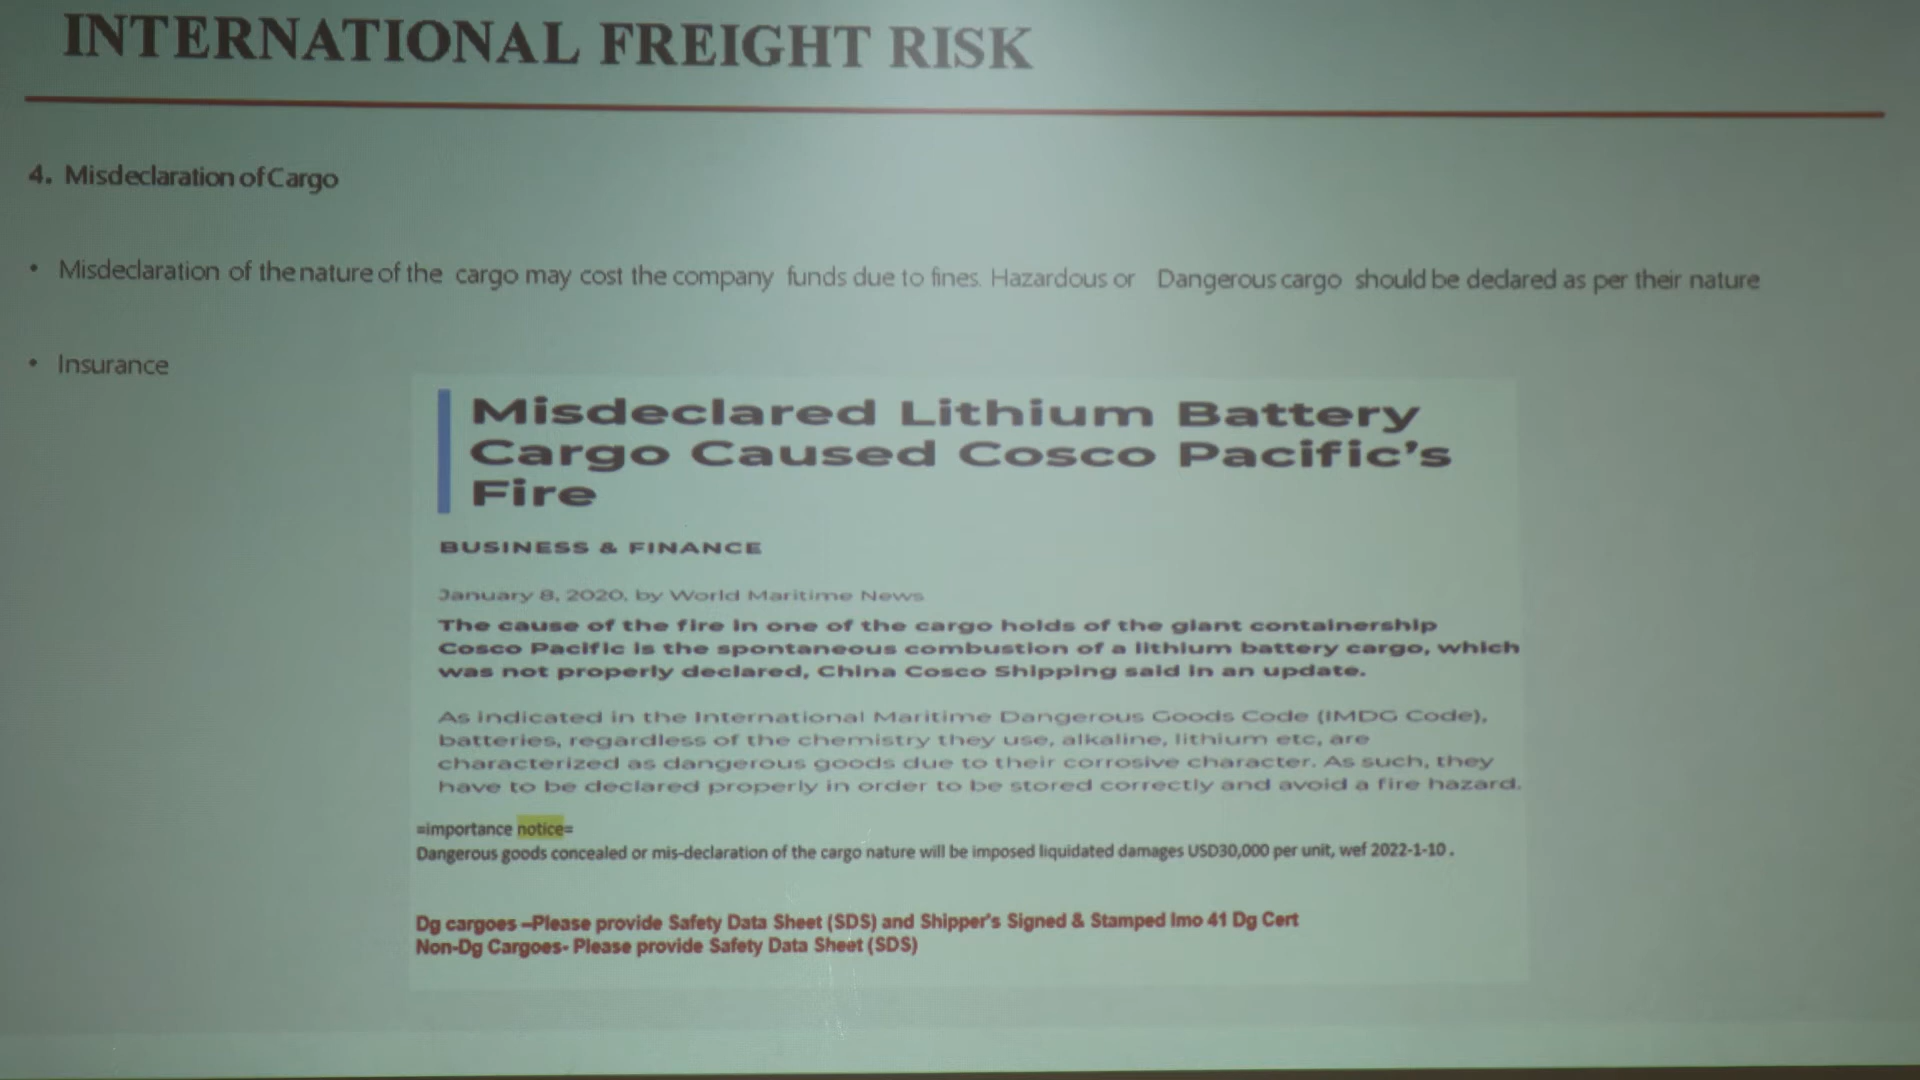 INTERNATIONAL FREIGHT RISK
4. Misdeclaration of Cargo
• Misdeclaration of the nature of the cargo may cost the company funds due to fines. Hazardous or Dangerous cargo should be declared as per their nature
• Insurance
Misdeclared Lithium Battery
Cargo Caused Cosco Pacific's
Fire
BUSINESS & FINANCE
January 8, 2020, by World Maritime News
The cause of the fire in one of the cargo holds of the giant containership
Cosco Pacific is the spontaneous combustion of a lithium battery cargo, which
was not properly declared, China Cosco Shipping said in an update.
As indicated in the International Maritime Dangerous Goods Code (IMDG Code),
batteries, regardless of the chemistry they use, alkaline, lithium etc, are
characterized as dangerous goods due to their corrosive character. As such, they
have to be declared properly in order to be stored correctly and avoid a fire hazard.
=importance notice=
Dangerous goods concealed or mis-declaration of the cargo nature will be imposed liquidated damages USD30,000 per unit, wef 2022-1-10 .
Dg cargoes –Please provide Safety Data Sheet (SDS) and Shipper's Signed & Stamped Imo 41 Dg Cert
Non-Dg Cargoes- Please provide Safety Data Sheet (SDS)